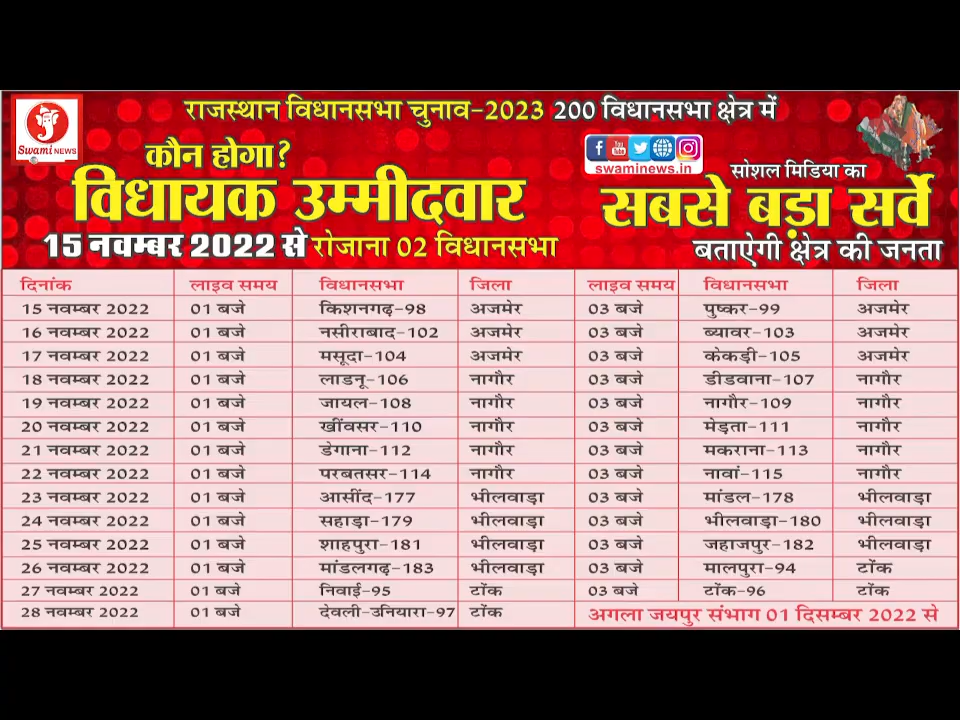 राजस्थान विधानसभा चुनाव-2023 200 विधानसभा क्षेत्र में
Swami NEWS
कौन होगा?
विधायक उम्मीदवार
15 नवम्बर 2022 से रोजाना 02 विधानसभा
You Tube
swaminews.in
सोशल मिडिया का
सबसे बड़ा सर्वे
बताऐगी क्षेत्र की जनता
दिनांक लाइव समय विधानसभा जिला लाइव समय विधानसभा जिला
15 नवम्बर 2022 01 बजे किशनगढ़-98 अजमेर 03 बजे पुष्कर-99 अजमेर
16 नवम्बर 2022 01 बजे नसीराबाद-102 अजमेर 03 बजे ब्यावर-103 अजमेर
17 नवम्बर 2022 01 बजे मसूदा-104 अजमेर 03 बजे केकड़ी-105 अजमेर
18 नवम्बर 2022 01 बजे लाडनू-106 नागौर 03 बजे डीडवाना-107 नागौर
19 नवम्बर 2022 01 बजे जायल-108 नागौर 03 बजे नागौर-109 नागौर
20 नवम्बर 2022 01 बजे खींवसर-110 नागौर 03 बजे मेड़ता-111 नागौर
21 नवम्बर 2022 01 बजे डेगाना-112 नागौर 03 बजे मकराना-113 नागौर
22 नवम्बर 2022 01 बजे परबतसर-114 नागौर 03 बजे नावां-115 नागौर
23 नवम्बर 2022 01 बजे आसींद-177 भीलवाड़ा 03 बजे मांडल-178 भीलवाड़ा
24 नवम्बर 2022 01 बजे सहाड़ा-179 भीलवाड़ा 03 बजे भीलवाड़ा-180 भीलवाड़ा
25 नवम्बर 2022 01 बजे शाहपुरा-181 भीलवाड़ा 03 बजे जहाजपुर-182 भीलवाड़ा
26 नवम्बर 2022 01 बजे मांडलगढ़-183 भीलवाड़ा 03 बजे मालपुरा-94 टोंक
27 नवम्बर 2022 01 बजे निवाई-95 टोंक 03 बजे टोंक-96 टोंक
28 नवम्बर 2022 01 बजे देवली-उनियारा-97 टोंक अगला जयपुर संभाग 01 दिसम्बर 2022 से